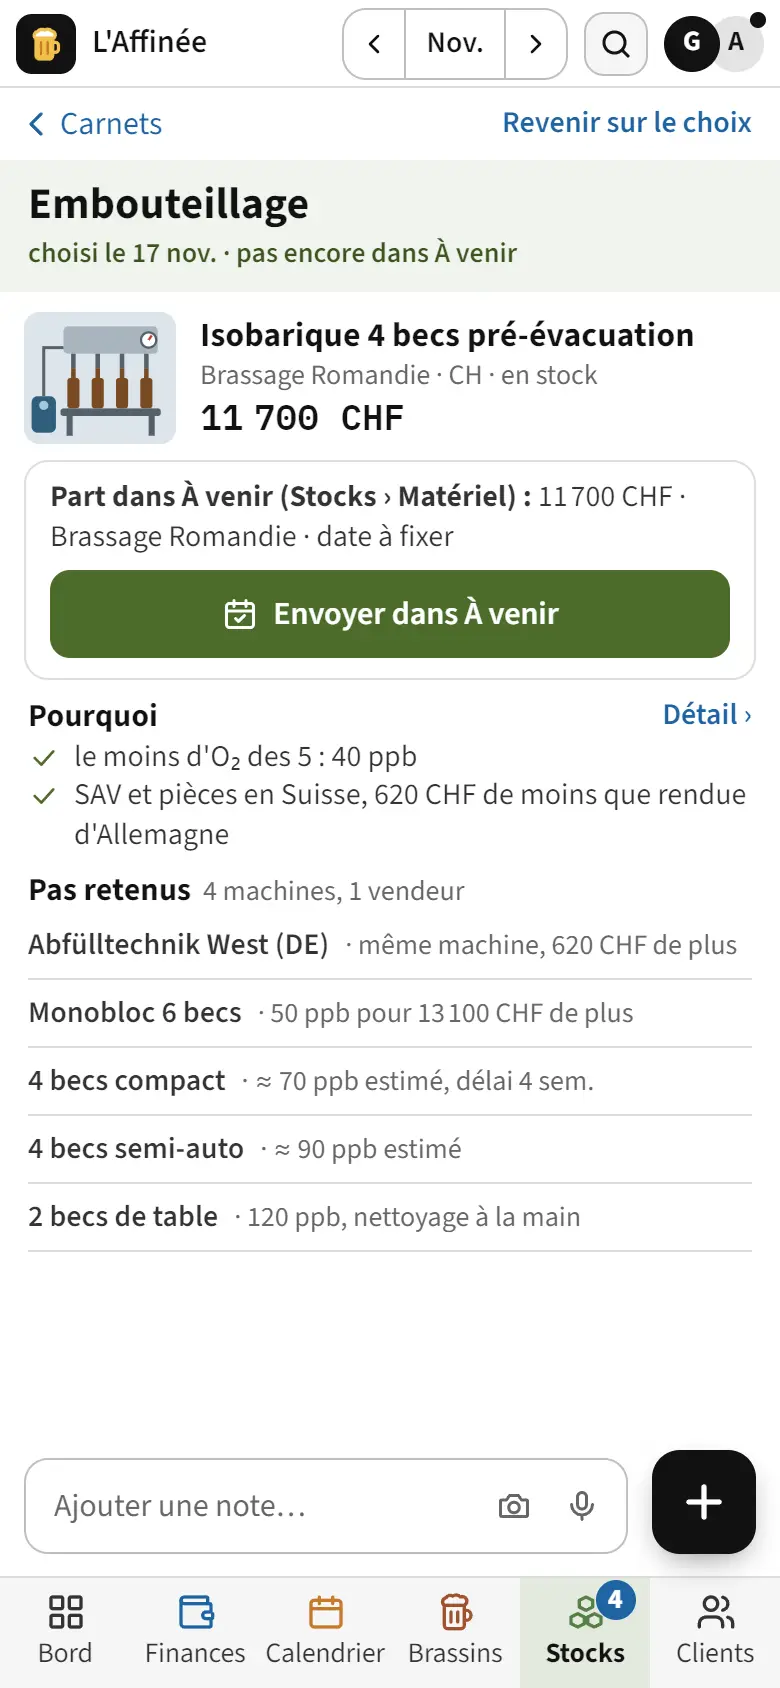 L'Affinée
Nov.
G
A
Carnets
Revenir sur le choix
Embouteillage
choisi le 17 nov. · pas encore dans À venir
Isobarique 4 becs pré-évacuation
Brassage Romandie · CH · en stock
11 700 CHF
Part dans À venir (Stocks › Matériel) : 11 700 CHF ·
Brassage Romandie · date à fixer
Envoyer dans À venir
Pourquoi
Détail ›
le moins d'O₂ des 5 : 40 ppb
SAV et pièces en Suisse, 620 CHF de moins que rendue
d'Allemagne
Pas retenus 4 machines, 1 vendeur
Abfülltechnik West (DE) · même machine, 620 CHF de plus
Monobloc 6 becs · 50 ppb pour 13 100 CHF de plus
4 becs compact · ≈ 70 ppb estimé, délai 4 sem.
4 becs semi-auto · ≈ 90 ppb estimé
2 becs de table · 120 ppb, nettoyage à la main
Ajouter une note…
4
Bord
Finances
Calendrier
Brassins
Stocks
Clients